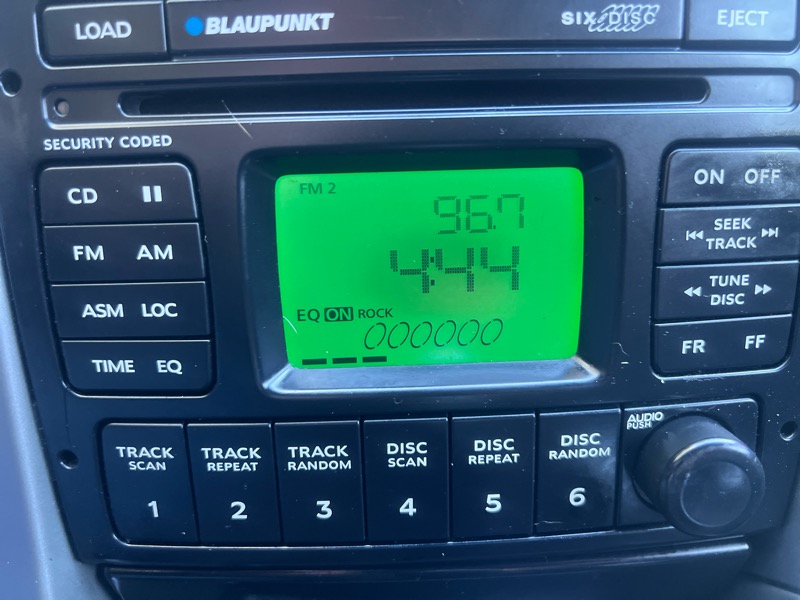 LOAD
BLAUPUNKT
SIX DISC
EJECT
SECURITY CODED
CD
FM AM
ASM LOC
TIME EQ
FM 2
96.7
4:44
EQ ON ROCK
000000
ON OFF
SEEK
TRACK
TUNE
DISC
FR FF
TRACK
SCAN
1
TRACK
REPEAT
2
TRACK
RANDOM
3
DISC
SCAN
4
DISC
REPEAT
5
DISC
RANDOM
6
AUDIO
PUSH